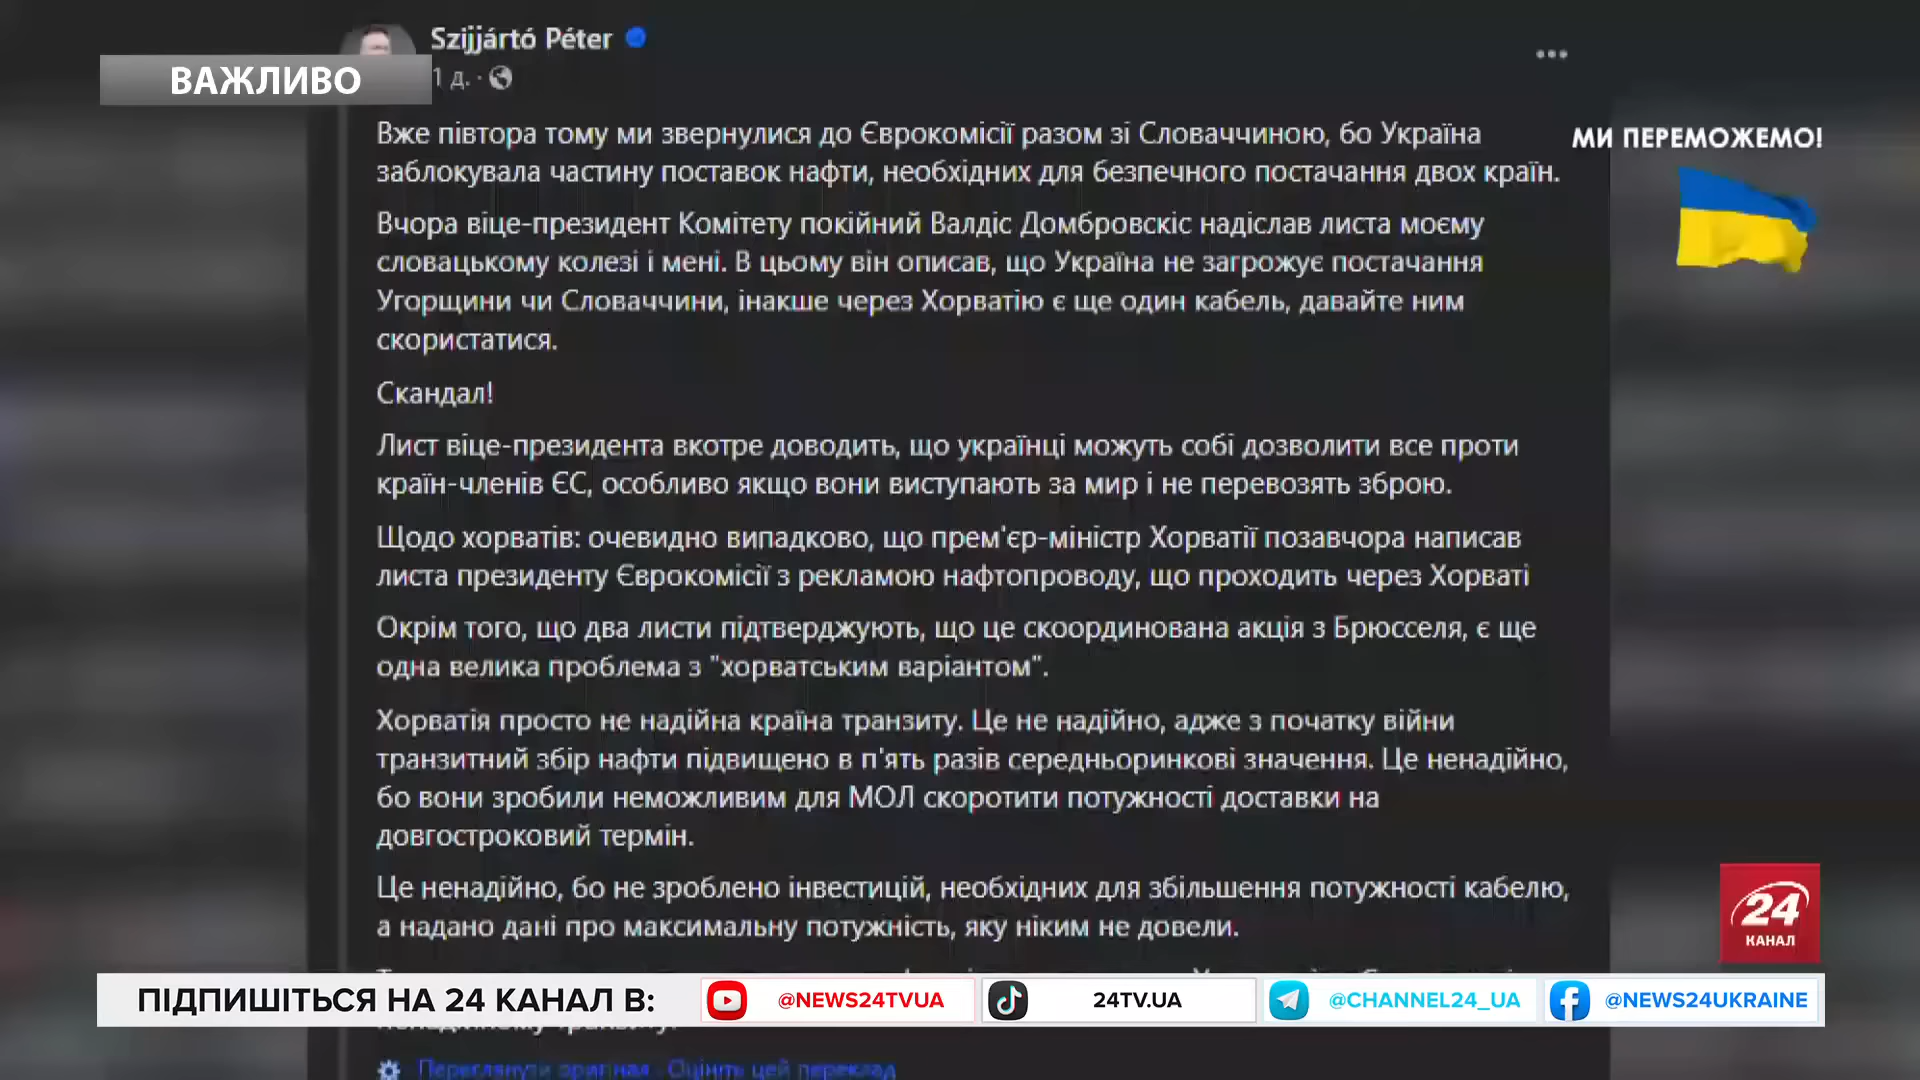 Szijjártó Péter
ВАЖЛИВО
1 д. ·
Вже півтора тому ми звернулися до Єврокомісії разом зі Словаччиною, бо Україна
заблокувала частину поставок нафти, необхідних для безпечного постачання двох країн.
МИ ПЕРЕМОЖЕМО!
Вчора віце-президент Комітету покійний Валдіс Домбровскіс надіслав листа моєму
словацькому колезі і мені. В цьому він описав, що Україна не загрожує постачання
Угорщини чи Словаччини, інакше через Хорватію є ще один кабель, давайте ним
скористатися.
Скандал!
Лист віце-президента вкотре доводить, що українці можуть собі дозволити все проти
країн-членів ЄС, особливо якщо вони виступають за мир і не перевозять зброю.
Щодо хорватів: очевидно випадково, що прем'єр-міністр Хорватії позавчора написав
листа президенту Єврокомісії з рекламою нафтопроводу, що проходить через Хорваті
Окрім того, що два листи підтверджують, що це скоординована акція з Брюсселя, є ще
одна велика проблема з "хорватським варіантом".
Хорватія просто не надійна країна транзиту. Це не надійно, адже з початку війни
транзитний збір нафти підвищено в п'ять разів середньоринкові значення. Це ненадійно,
бо вони зробили неможливим для МОЛ скоротити потужності доставки на
довгостроковий термін.
Це ненадійно, бо не зроблено інвестицій, необхідних для збільшення потужності кабелю,
а надано дані про максимальну потужність, яку ніким не довели.
24
КАНАЛ
ПІДПИШІТЬСЯ НА 24 КАНАЛ В:
@NEWS24TVUA
24TV.UA
@CHANNEL24_UA
@NEWS24UKRAINE
ненадійному транзиту.
Переглянути оригінал · Оцініть цей переклад